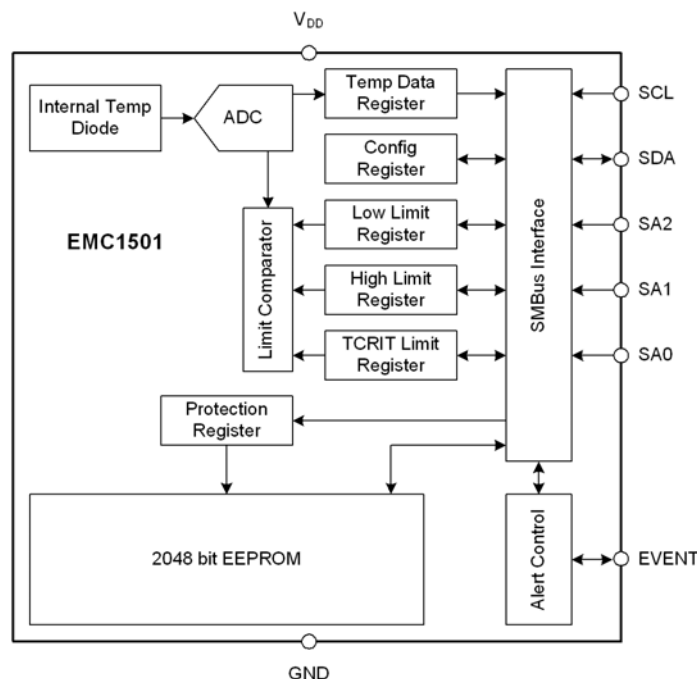 VDD
Internal Temp
Diode
ADC
Temp Data
Register
SCL
Config
Register
SDA
EMC1501
Limit Comparator
Low Limit
Register
SMBus Interface
SA2
High Limit
Register
SA1
TCRIT Limit
Register
SA0
Protection
Register
2048 bit EEPROM
Alert Control
EVENT
GND